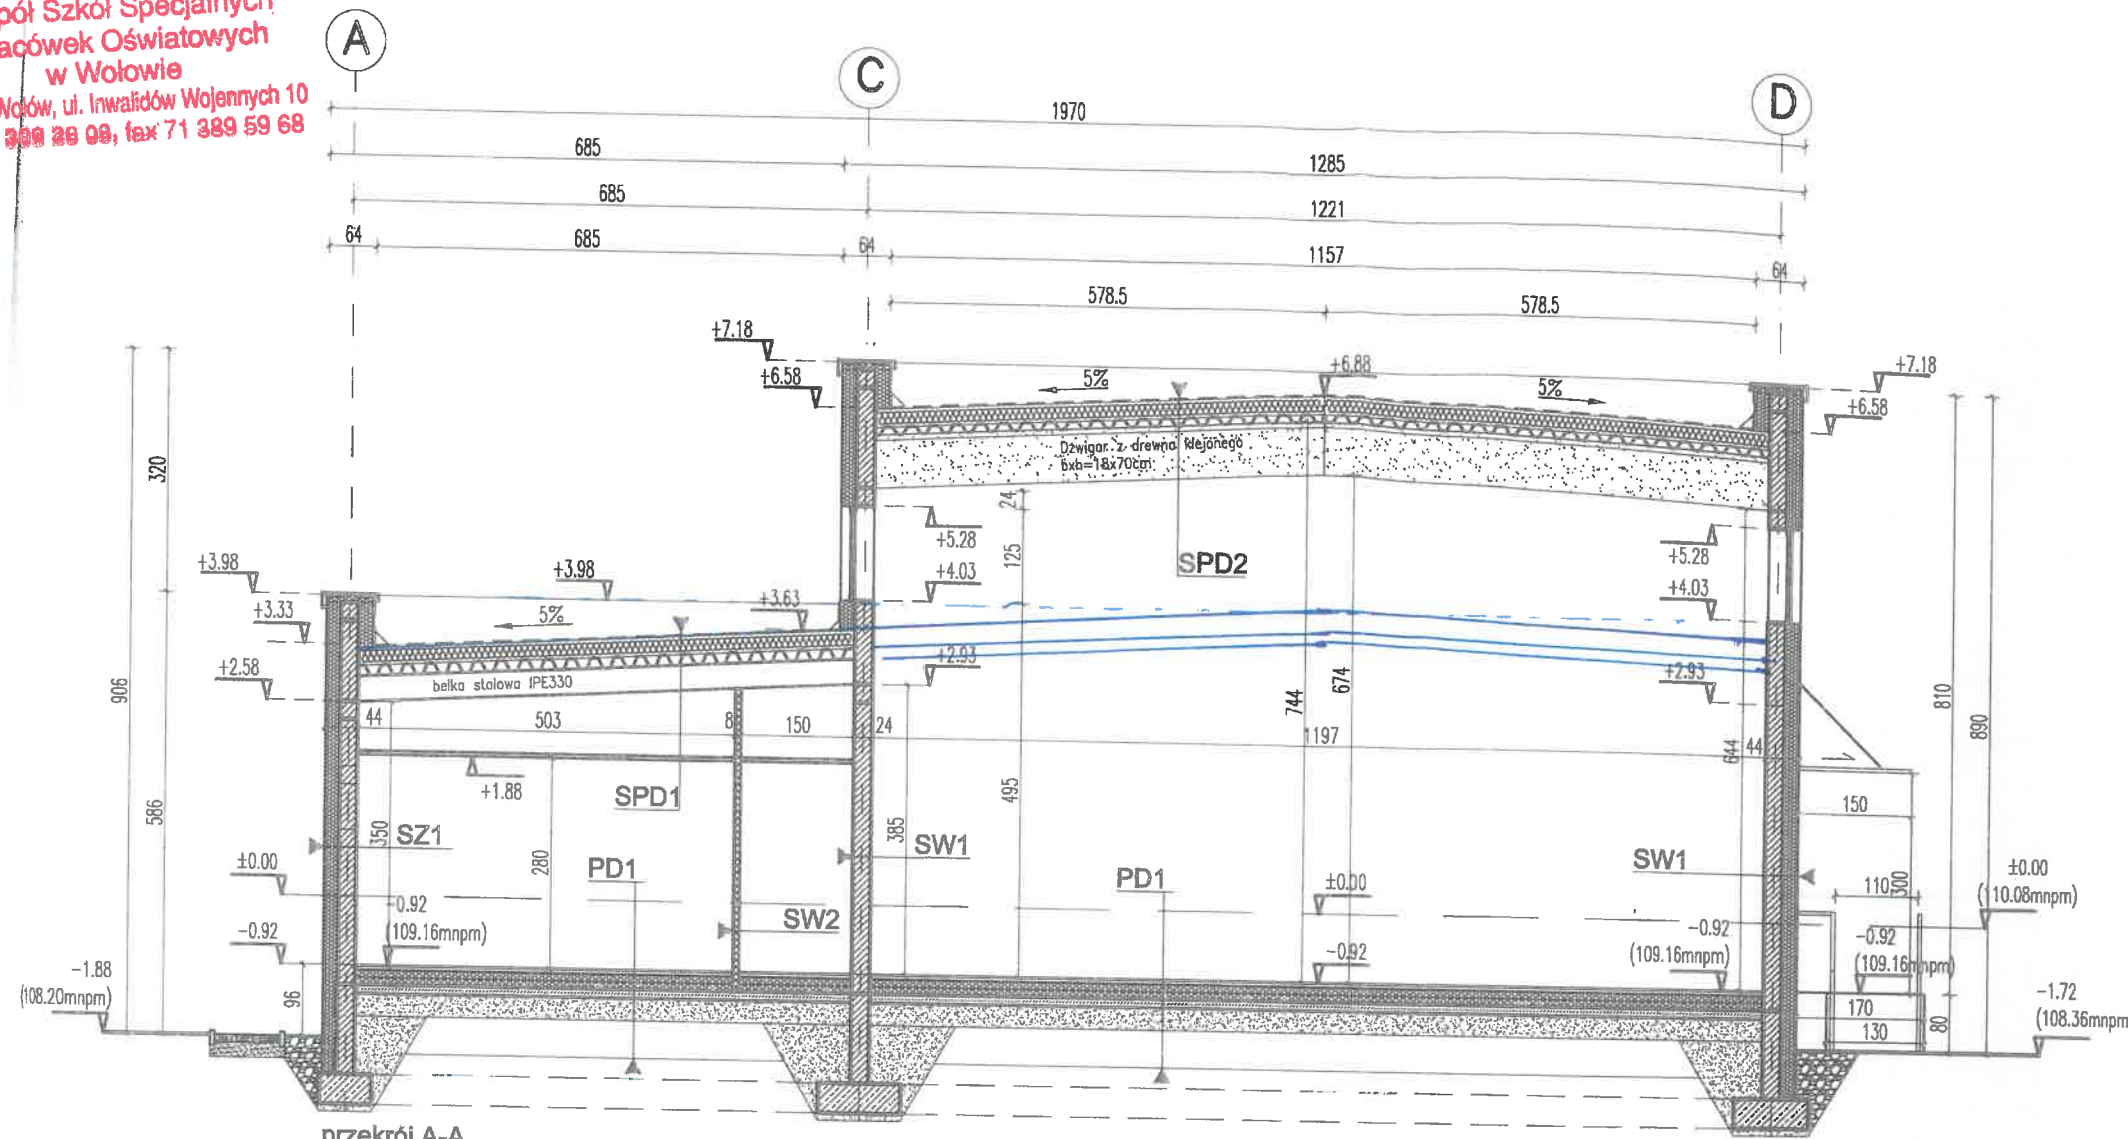 pół Szkół Specjalnych
acówek Oświatowych
w Wołowie
Wołów, ul. Inwalidów Wojennych 10
fax 71 389 59 68
A
C
D
1970
685
1285
685
1221
64
685
64
1157
64
578.5
578.5
+7.18
+6.58
5%
+6.88
5%
+7.18
+6.58
Dźwigar z drewna klejonego
bxh=18x70cm
320
24
+5.28
125
SPD2
+5.28
+3.98
+3.98
+4.03
+4.03
+3.33
5%
+3.63
+2.58
+2.93
+2.93
belka stalowa IPE330
906
744
674
810
890
44
503
8
150
24
1197
644
44
+1.88
SPD1
495
150
586
350
SZ1
385
SW1
±0.00
280
PD1
PD1
±0.00
SW1
110
300
±0.00
(110.08mnpm)
-0.92
(109.16mnpm)
SW2
-0.92
-0.92
-0.92
(109.16mnpm)
-0.92
(109.16mnpm)
-1.88
(108.20mnpm)
96
170
130
80
-1.72
(108.36mnpm
przekrój A-A